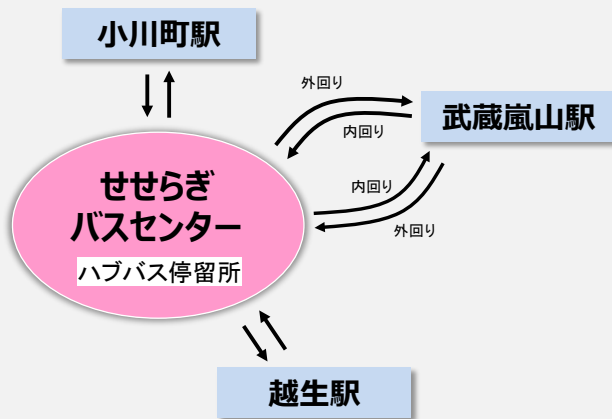 小川町駅
外回り
内回り
武蔵嵐山駅
せせらぎ
バスセンター
ハブバス停留所
内回り
外回り
越生駅